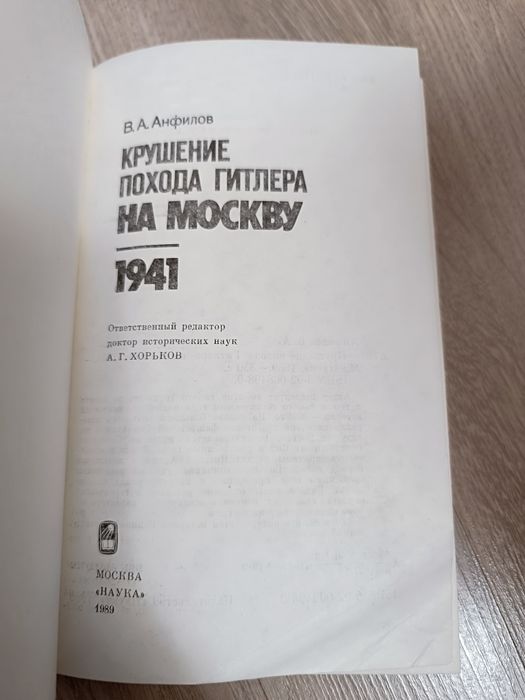 В. А. Анфилов
КРУШЕНИЕ
ПОХОДА ГИТЛЕРА
НА МОСКВУ
1941
Ответственный редактор
доктор исторических наук
А. Г. ХОРЬКОВ
МОСКВА
«НАУКА»
1989